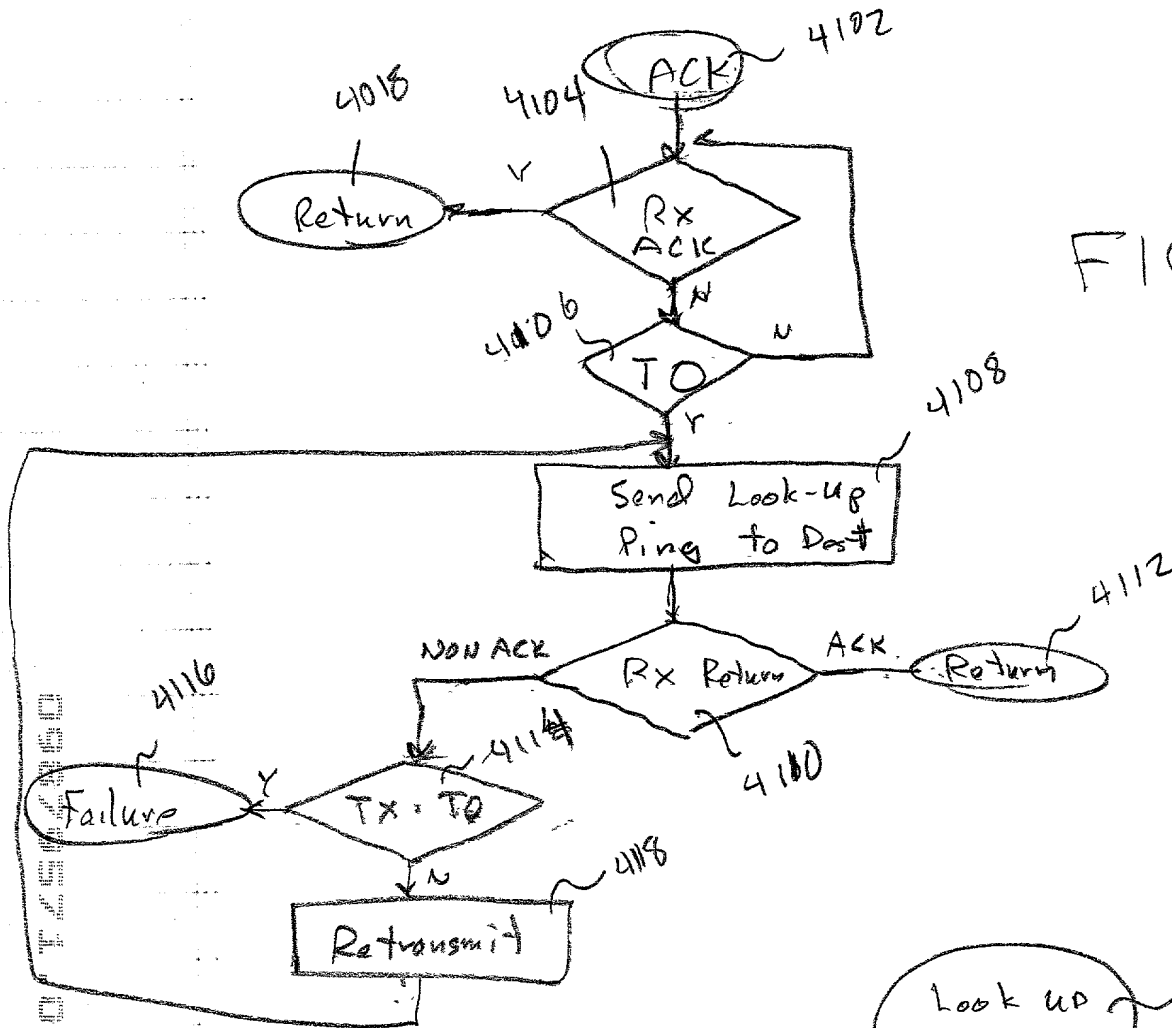 4102
ACK
4018
4104
Y
Return
Rx
ACK
FIG
N
4106
TO
N
Y
4108
Send Look-Up
Ping to Dest
4112
NON ACK
ACK
Rx Return
Return
4116
4114
4110
Y
Failure
TX = TO
N
4118
Retransmit
Look up